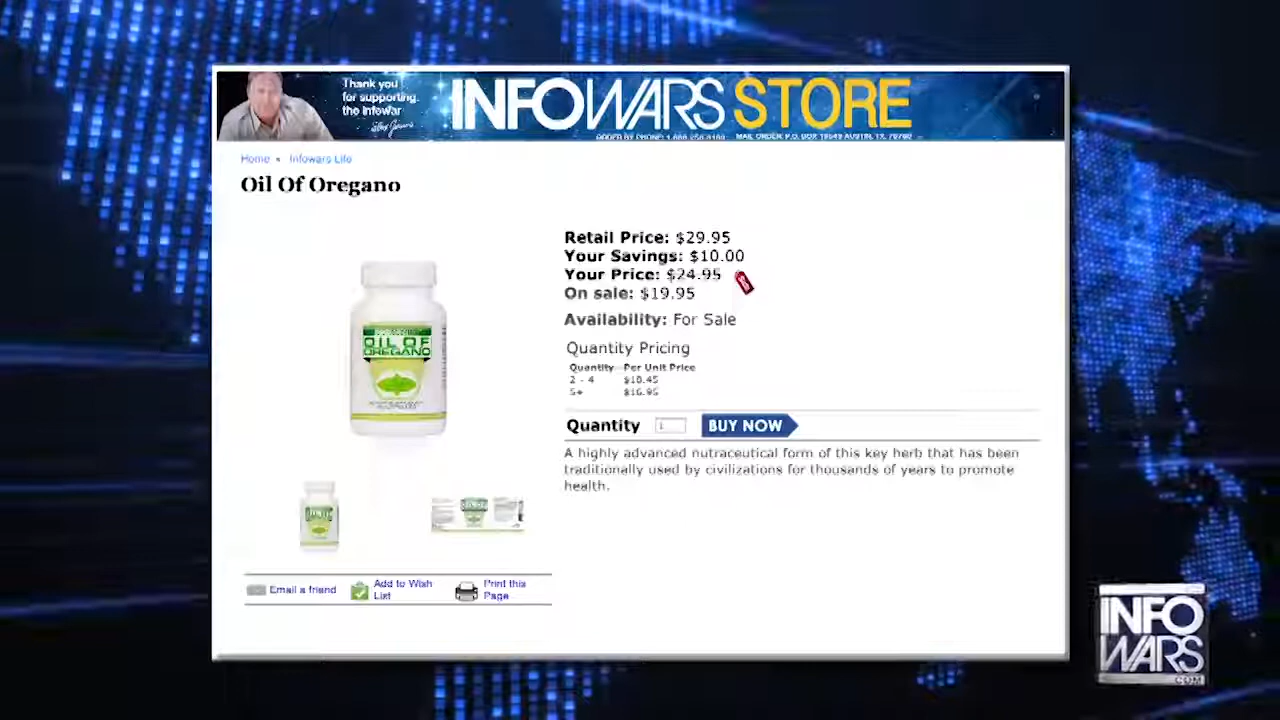 Thank you
for supporting
the Infowar
INFOWARS STORE
Home
Infowars Life
Oil Of Oregano
Retail Price: $29.95
Your Savings: $10.00
Your Price: $24.95
On sale: $19.95
Availability: For Sale
Quantity Pricing
Quantity Per Unit Price
2 - 4
5+ $16.95
OIL OF
OREGANO
Quantity 1 BUY NOW
A highly advanced nutraceutical form of this key herb that has been
traditionally used by civilizations for thousands of years to promote
health.
Email a friend
Add to Wish
List
Print this
Page
INFO
WARS
.COM